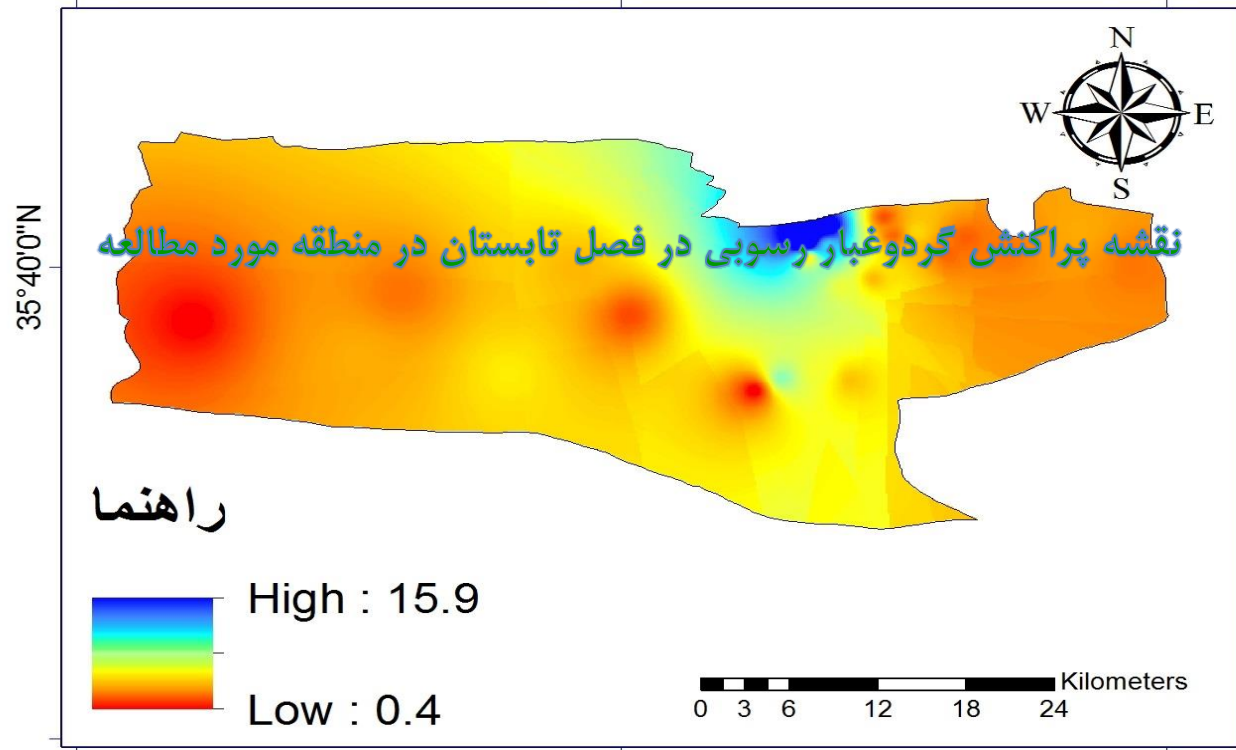 N
W E
S
نقشه پراکنش گردوغبار رسوبی در فصل تابستان در منطقه مورد مطالعه
35°40'0"N
راهنما
High : 15.9
Low : 0.4
Kilometers
0 3 6 12 18 24